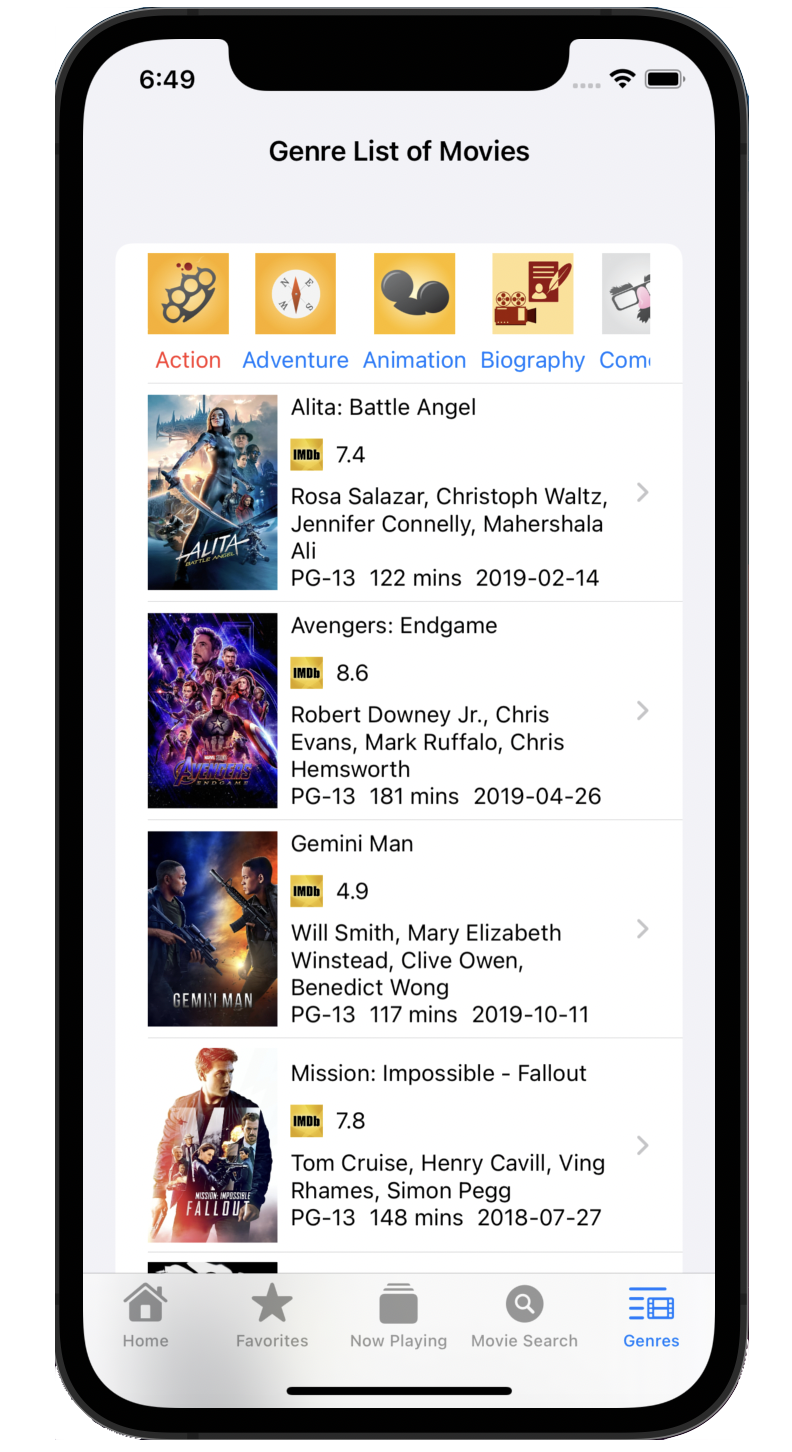 6:49
Genre List of Movies
N E
W S
Action Adventure Animation Biography Com
Alita: Battle Angel
IMDb 7.4
Rosa Salazar, Christoph Waltz,
Jennifer Connelly, Mahershala
Ali
PG-13 122 mins 2019-02-14
ALITA
BATTLE ANGEL
Avengers: Endgame
IMDb 8.6
Robert Downey Jr., Chris
Evans, Mark Ruffalo, Chris
Hemsworth
PG-13 181 mins 2019-04-26
AVENGERS
ENDGAME
Gemini Man
IMDb 4.9
Will Smith, Mary Elizabeth
Winstead, Clive Owen,
Benedict Wong
PG-13 117 mins 2019-10-11
GEMINI MAN
Mission: Impossible - Fallout
IMDb 7.8
Tom Cruise, Henry Cavill, Ving
Rhames, Simon Pegg
PG-13 148 mins 2018-07-27
MISSION: IMPOSSIBLE
FALLOUT
Home Favorites Now Playing Movie Search Genres